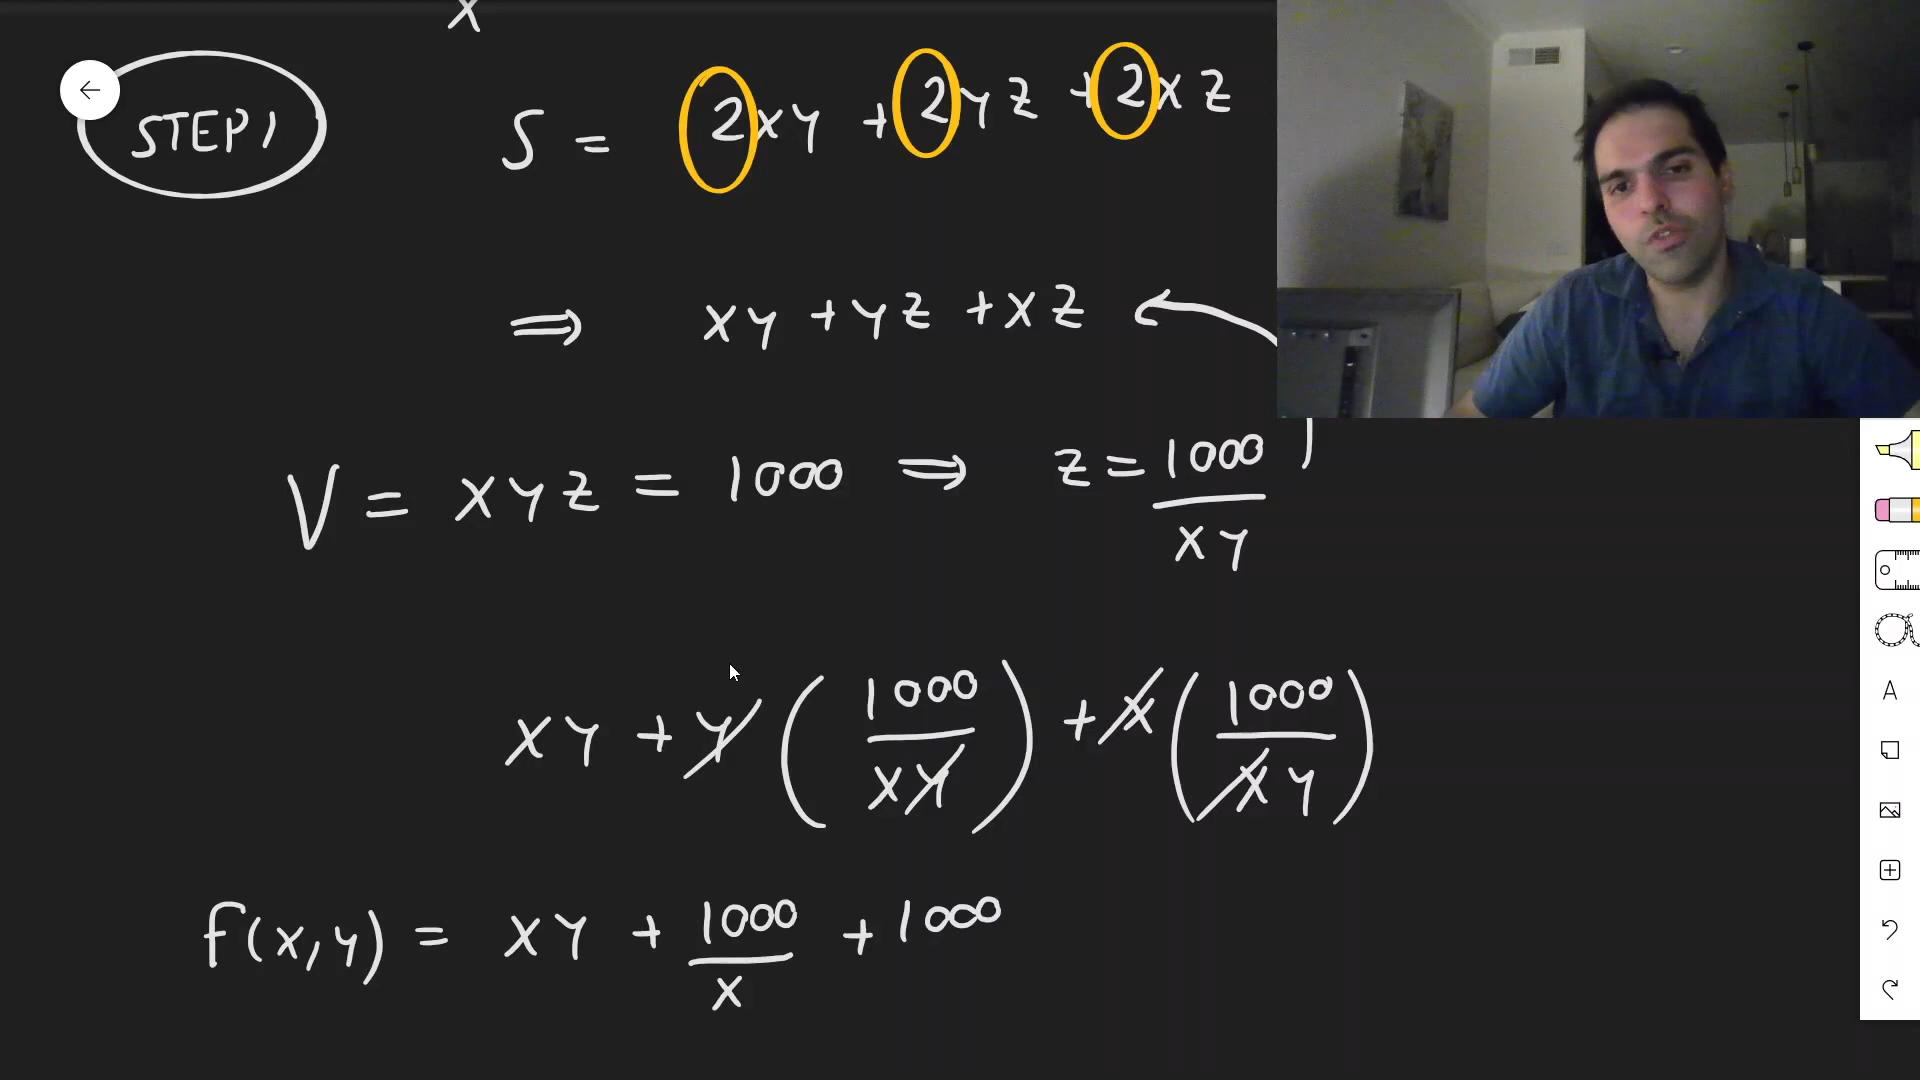 x
STEP 1
S = 2xy + 2yz + 2xz
⇒ xy + yz + xz
V = xyz = 1000 ⇒ z = 1000/xy
xy + y(1000/xy) + x(1000/xy)
f(x,y) = xy + 1000/x + 1000
A